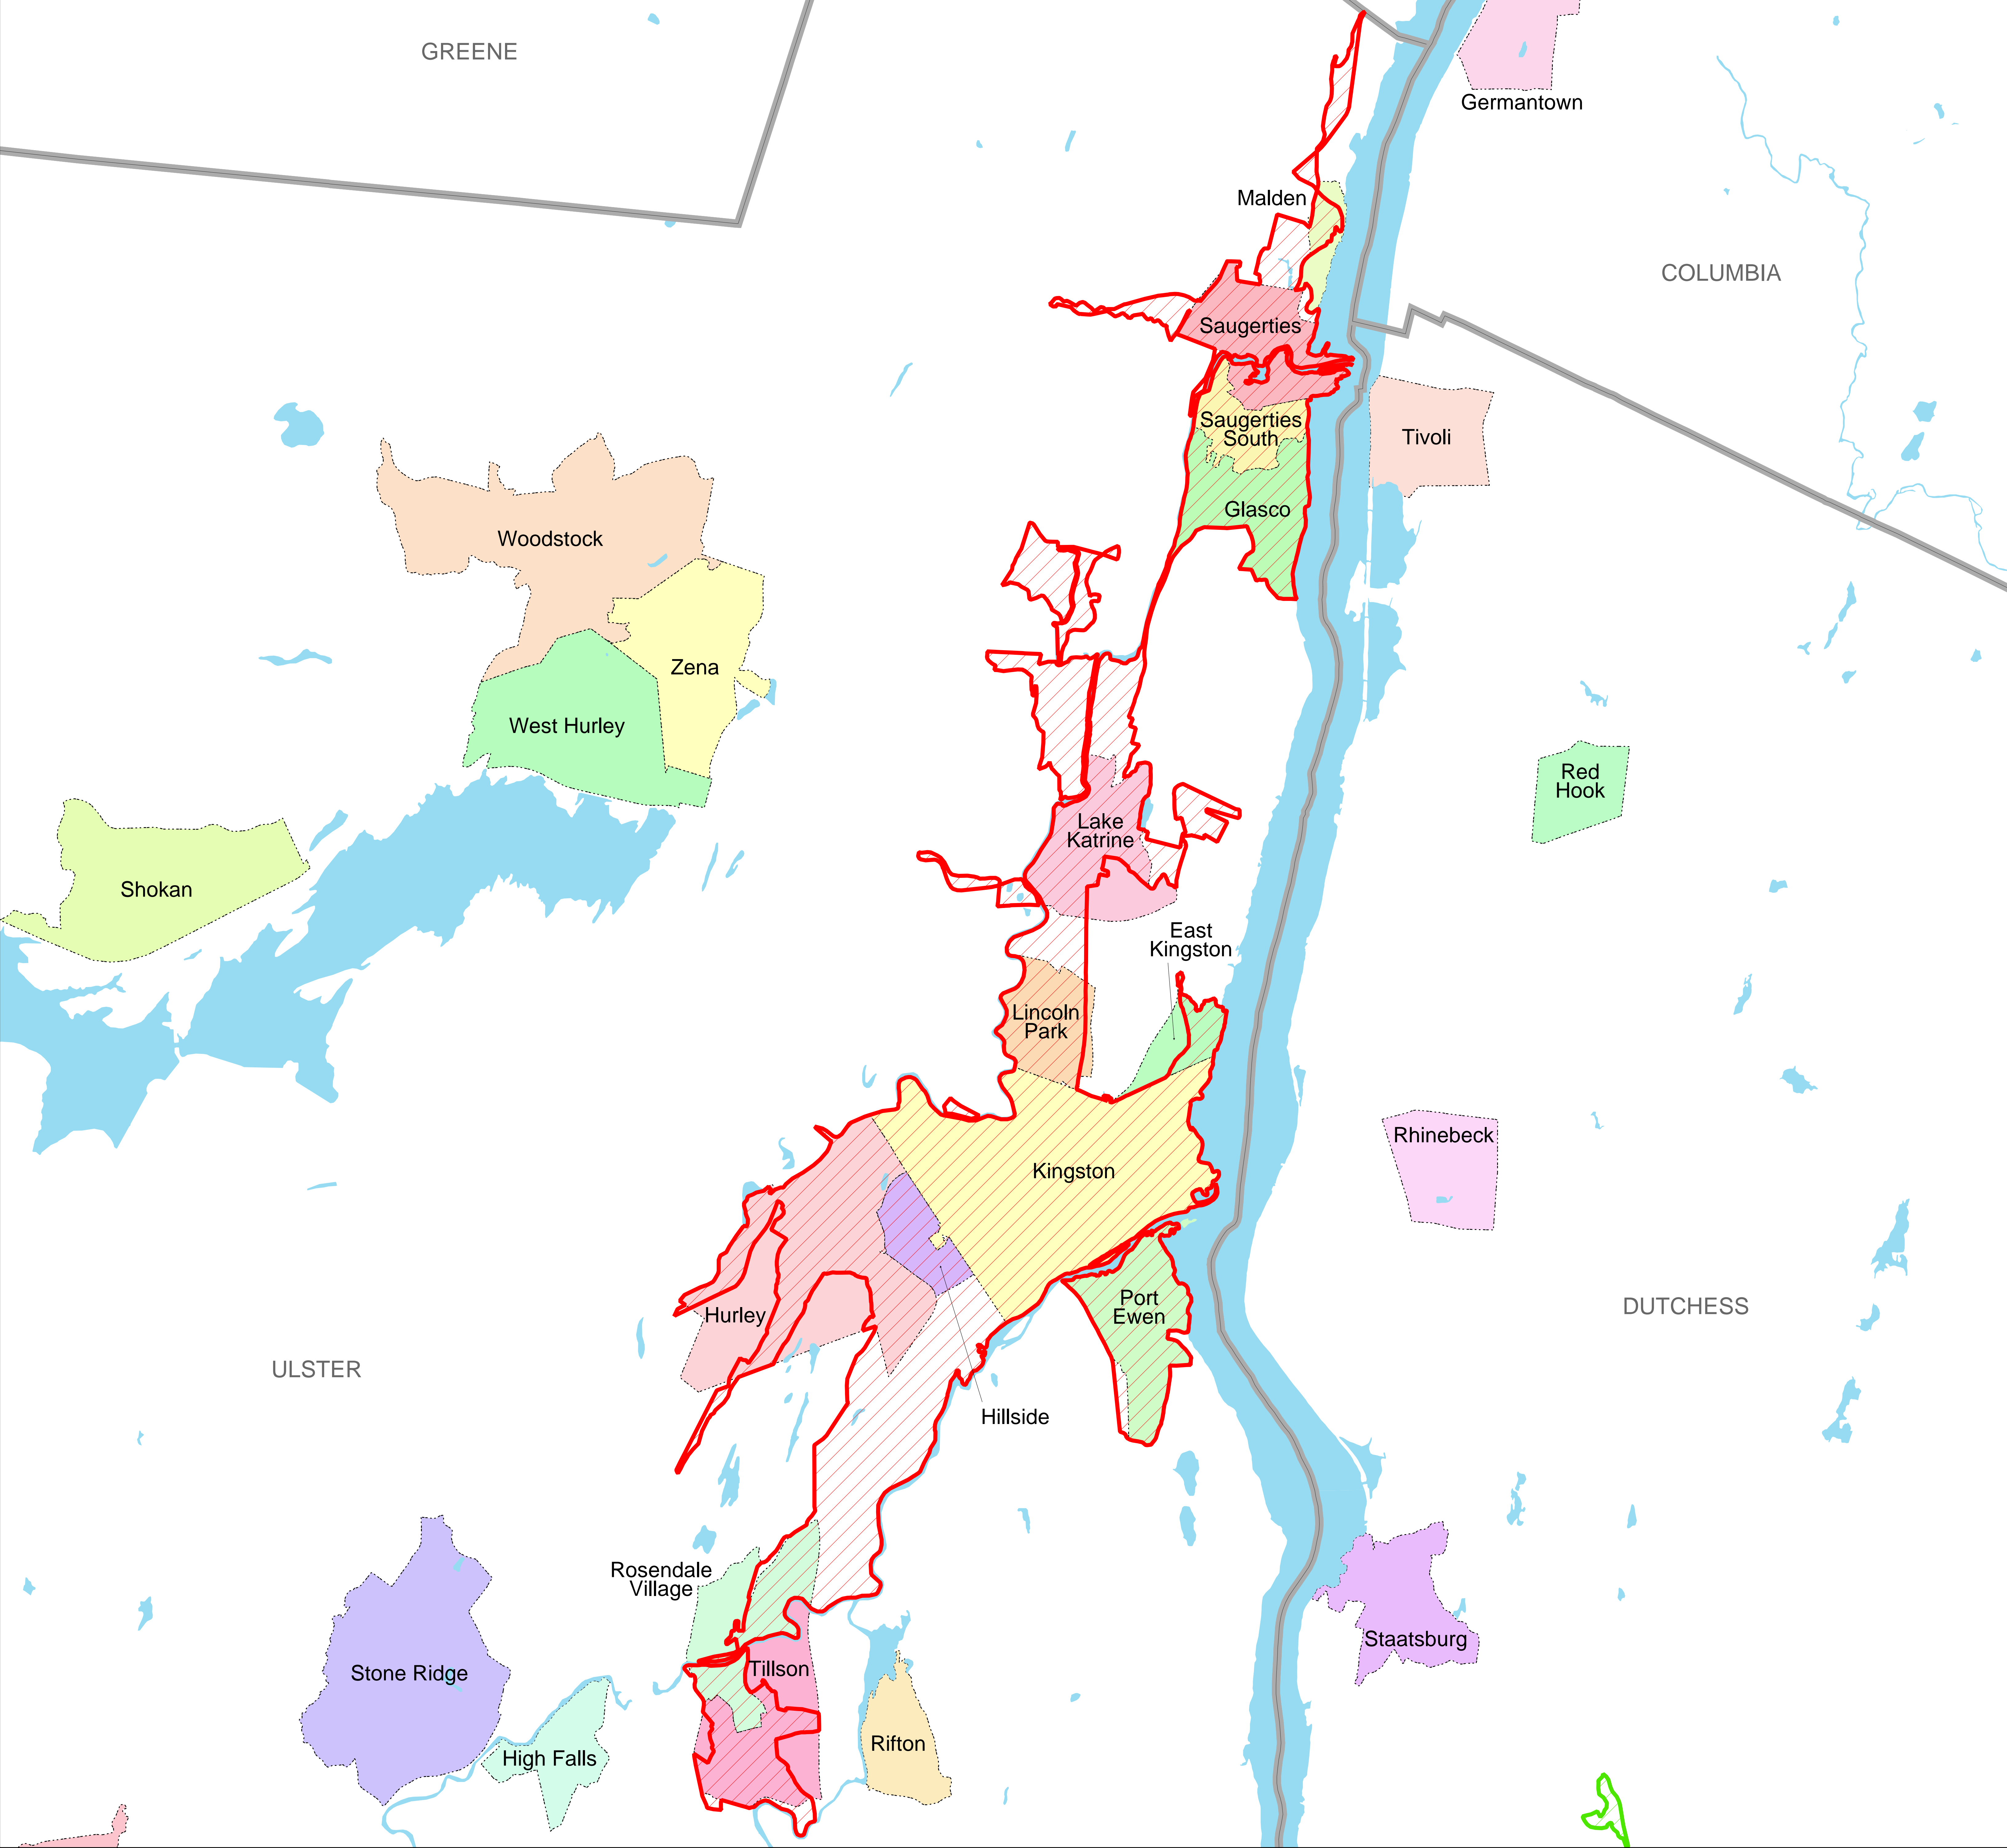 GREENE
Germantown
Malden
COLUMBIA
Saugerties
Saugerties
South
Tivoli
Glasco
Woodstock
Zena
West Hurley
Red
Hook
Lake
Katrine
Shokan
East
Kingston
Lincoln
Park
Rhinebeck
Kingston
Port
Ewen
Hurley
DUTCHESS
ULSTER
Hillside
Rosendale
Village
Staatsburg
Tillson
Stone Ridge
Rifton
High Falls